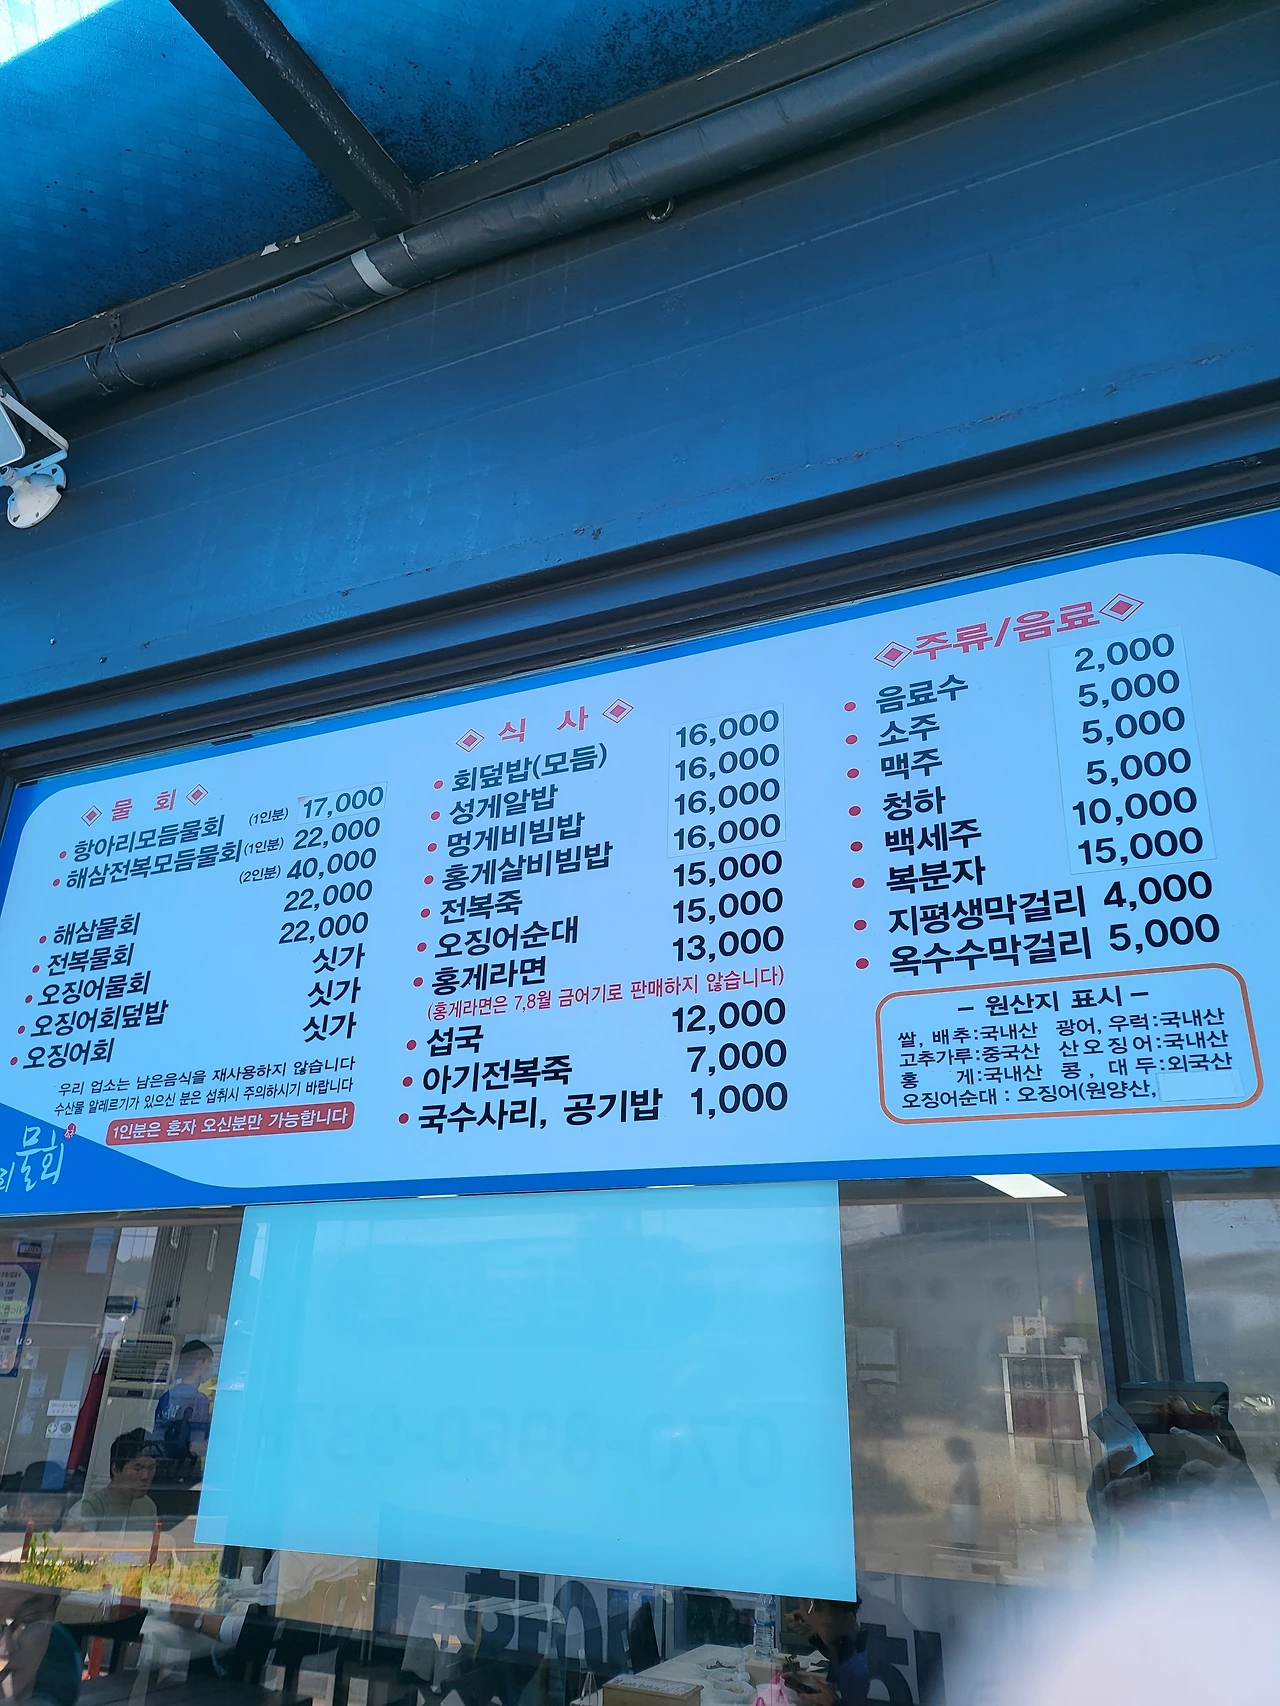 ◈물 회◈
• 항아리모듬물회 (1인분) 17,000
• 해삼전복모듬물회(1인분) 22,000
(2인분) 40,000
• 해삼물회 22,000
• 전복물회 22,000
• 오징어물회 싯가
• 오징어회덮밥 싯가
• 오징어회 싯가
우리 업소는 남은음식을 재사용하지 않습니다
수산물 알레르기가 있으신 분은 섭취시 주의하시기 바랍니다
1인분은 혼자 오신분만 가능합니다
물회
◈ 식 사 ◈
• 회덮밥(모듬) 16,000
• 성게알밥 16,000
• 멍게비빔밥 16,000
• 홍게살비빔밥 16,000
• 전복죽 15,000
• 오징어순대 15,000
• 홍게라면 13,000
(홍게라면은 7,8월 금어기로 판매하지 않습니다)
• 섭국 12,000
• 아기전복죽 7,000
• 국수사리, 공기밥 1,000
◈주류/음료◈
• 음료수 2,000
• 소주 5,000
• 맥주 5,000
• 청하 5,000
• 백세주 10,000
• 복분자 15,000
• 지평생막걸리 4,000
• 옥수수막걸리 5,000
– 원산지 표시 –
쌀, 배추:국내산 광어, 우럭:국내산
고추가루:중국산 산오징어:국내산
홍 게:국내산 콩, 대두:외국산
오징어순대 : 오징어(원양산,